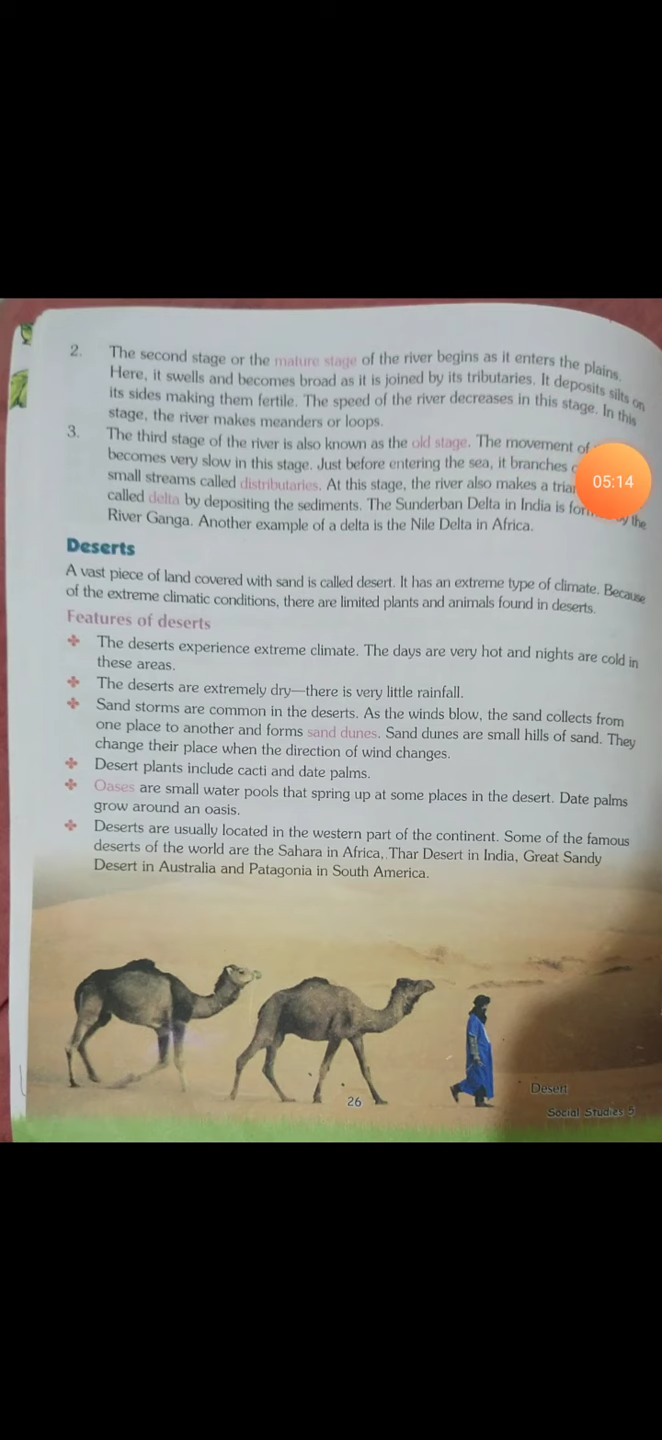 2. The second stage or the mature stage of the river begins as it enters the plains.
Here, it swells and becomes broad as it is joined by its tributaries. It deposits silts on
its sides making them fertile. The speed of the river decreases in this stage. In this
stage, the river makes meanders or loops.
3. The third stage of the river is also known as the old stage. The movement of
becomes very slow in this stage. Just before entering the sea, it branches
small streams called distributaries. At this stage, the river also makes a
called delta by depositing the sediments. The Sunderban Delta in India is by the
River Ganga. Another example of a delta is the Nile Delta in Africa.
05:14
Deserts
A vast piece of land covered with sand is called desert. It has an extreme type of climate. Because
of the extreme climatic conditions, there are limited plants and animals found in deserts.
Features of deserts
The deserts experience extreme climate. The days are very hot and nights are cold in
these areas.
The deserts are extremely dry—there is very little rainfall.
Sand storms are common in the deserts. As the winds blow, the sand collects from
one place to another and forms sand dunes. Sand dunes are small hills of sand. They
change their place when the direction of wind changes.
Desert plants include cacti and date palms.
Oases are small water pools that spring up at some places in the desert. Date palms
grow around an oasis.
Deserts are usually located in the western part of the continent. Some of the famous
deserts of the world are the Sahara in Africa, Thar Desert in India, Great Sandy
Desert in Australia and Patagonia in South America.
Desert
26
Social Studies 5